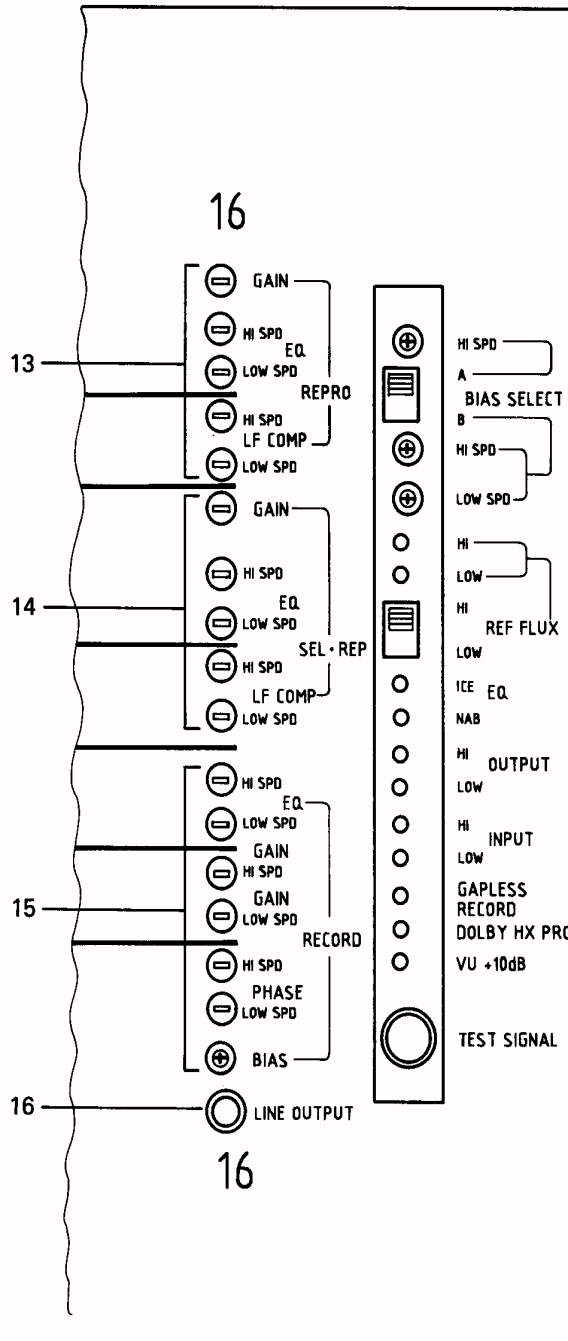 16
GAIN
HI SPD
EQ
LOW SPD
REPRO
HI SPD
LF COMP
LOW SPD
13
GAIN
HI SPD
EQ
LOW SPD
SEL·REP
HI SPD
LF COMP
LOW SPD
14
HI SPD
EQ
LOW SPD
GAIN
HI SPD
GAIN
LOW SPD
RECORD
HI SPD
PHASE
LOW SPD
BIAS
15
16
LINE OUTPUT
16
HI SPD
A
BIAS SELECT
B
HI SPD
LOW SPD
HI
LOW
HI
REF FLUX
LOW
ICE
EQ
NAB
HI
OUTPUT
LOW
HI
INPUT
LOW
GAPLESS
RECORD
DOLBY HX PRO
VU +10dB
TEST SIGNAL